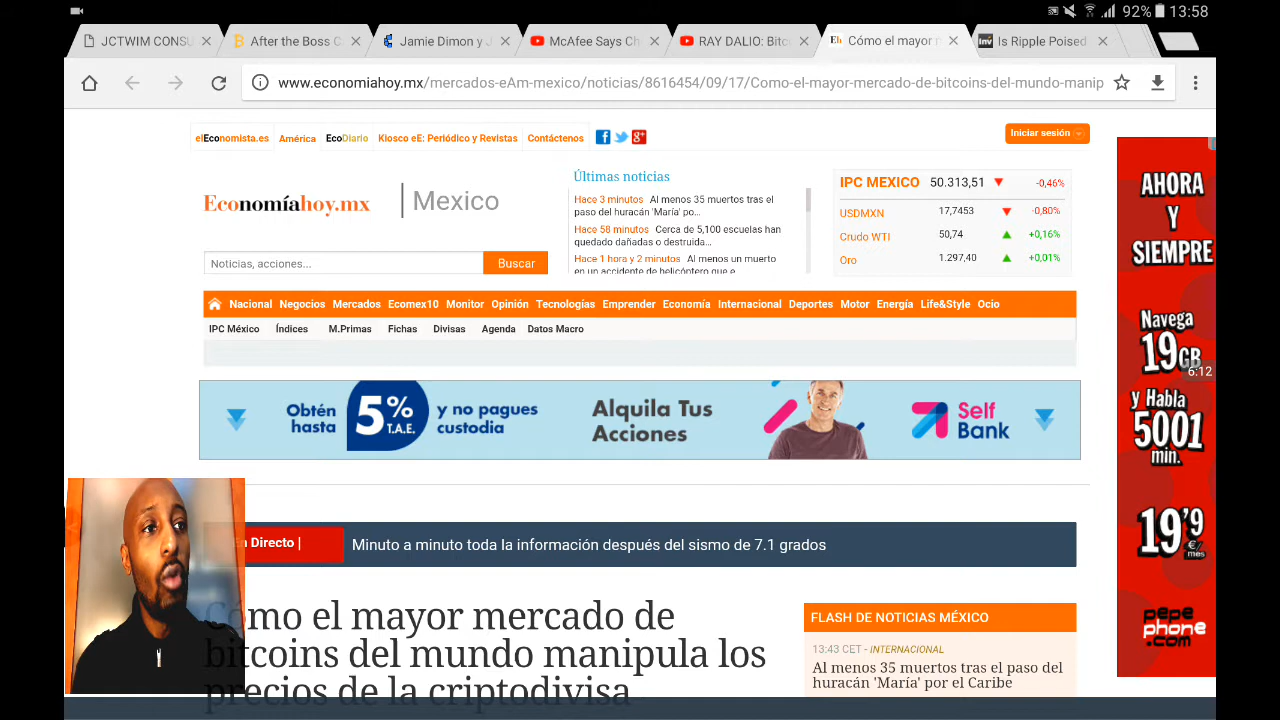 92% 13:58
JCTWIM CONSU
After the Boss C
Jamie Dimon y J
McAfee Says Ch
RAY DALIO: Bitc
Cómo el mayor m
Is Ripple Poised
www.economiahoy.mx/mercados-eAm-mexico/noticias/8616454/09/17/Como-el-mayor-mercado-de-bitcoins-del-mundo-manip
elEconomista.es América EcoDiario Kiosco eE: Periódico y Revistas Contáctenos
Iniciar sesión
Economíahoy.mx | Mexico
Últimas noticias
Hace 3 minutos Al menos 35 muertos tras el
paso del huracán 'María' po...
Hace 58 minutos Cerca de 5,100 escuelas han
quedado dañadas o destruida...
Hace 1 hora y 2 minutos Al menos un muerto
en un accidente de helicóptero que e
IPC MEXICO 50.313,51 -0,46%
USDMXN 17,7453 -0,80%
Crudo WTI 50,74 +0,16%
Oro 1.297,40 +0,01%
Noticias, acciones... Buscar
Nacional Negocios Mercados Ecomex10 Monitor Opinión Tecnologías Emprender Economía Internacional Deportes Motor Energía Life&Style Ocio
IPC México Índices M.Primas Fichas Divisas Agenda Datos Macro
Obtén
hasta
5%
T.A.E.
y no pagues
custodia
Alquila Tus
Acciones
Self
Bank
AHORA
Y
SIEMPRE
Navega
19GB
6:12
y Habla
5001
min.
19'9
€/
mes
pepe
phone
.com
n Directo |
Minuto a minuto toda la información después del sismo de 7.1 grados
Cómo el mayor mercado de
bitcoins del mundo manipula los
precios de la criptodivisa
FLASH DE NOTICIAS MÉXICO
13:43 CET - INTERNACIONAL
Al menos 35 muertos tras el paso del
huracán 'María' por el Caribe